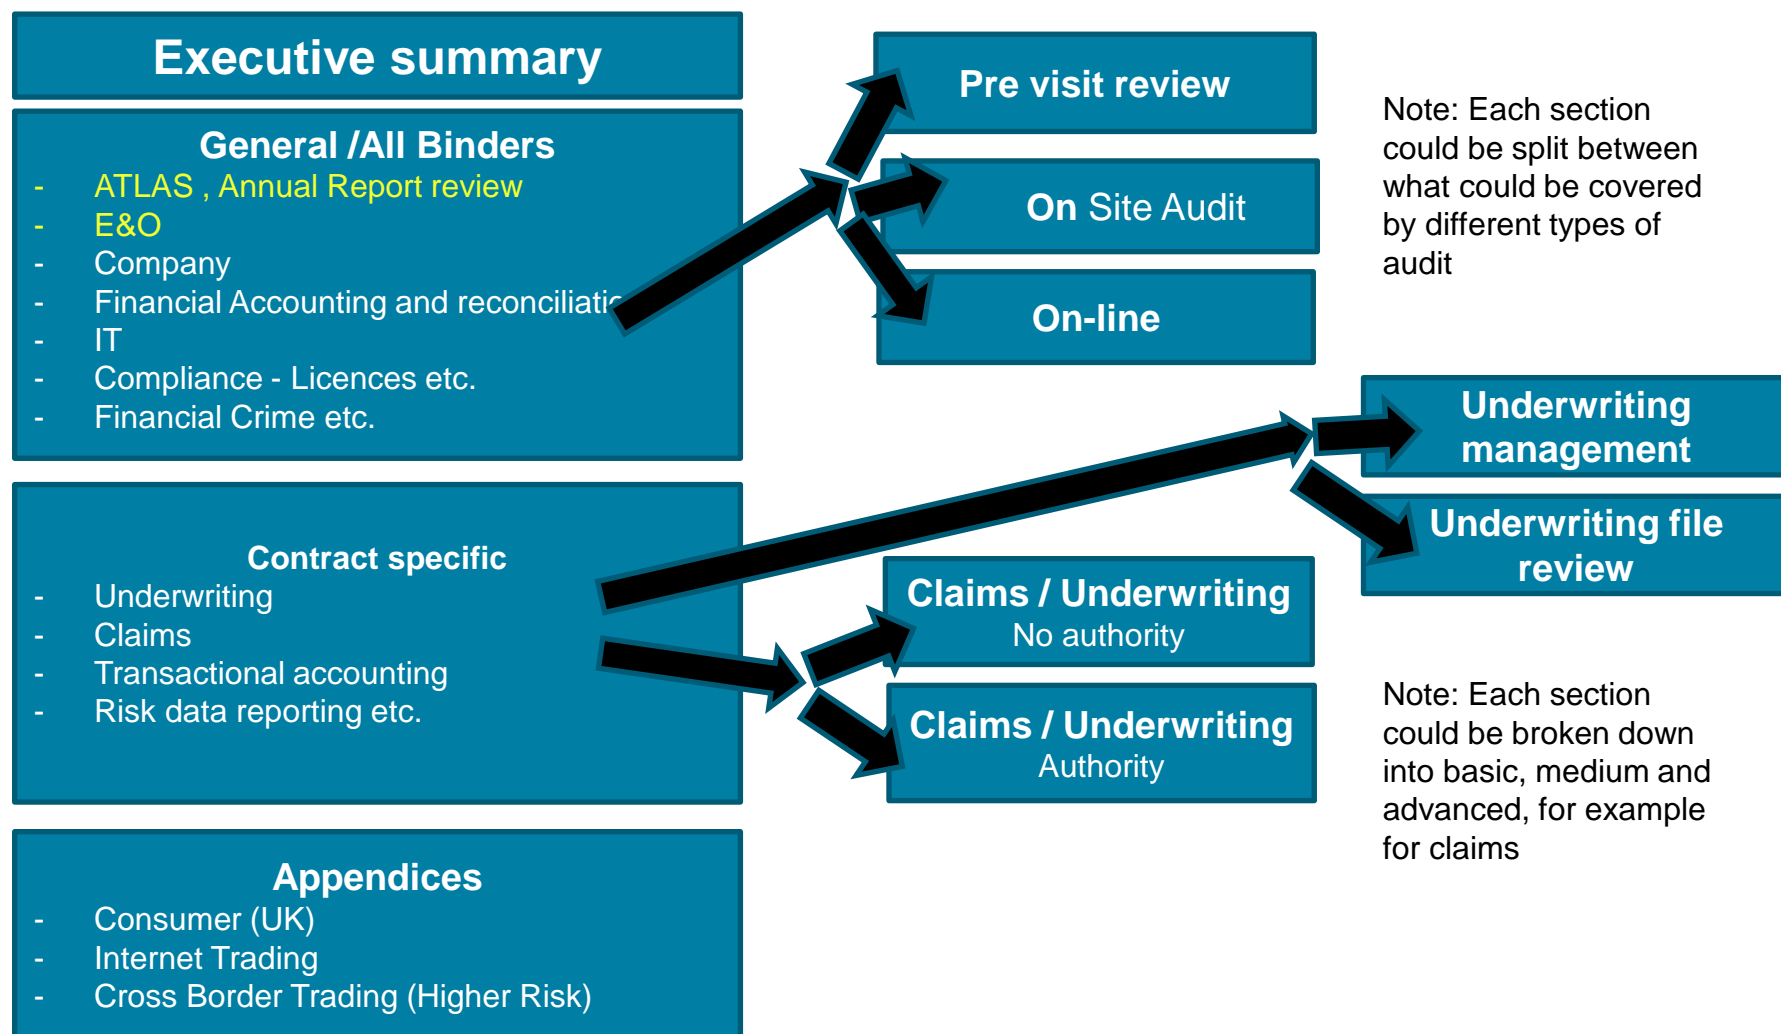 Executive summary
General /All Binders
- ATLAS , Annual Report review
- E&O
- Company
- Financial Accounting and reconciliatio
- IT
- Compliance - Licences etc.
- Financial Crime etc.
Contract specific
- Underwriting
- Claims
- Transactional accounting
- Risk data reporting etc.
Appendices
- Consumer (UK)
- Internet Trading
- Cross Border Trading (Higher Risk)
Pre visit review
On Site Audit
On-line
Claims / Underwriting
No authority
Claims / Underwriting
Authority
Note: Each section
could be split between
what could be covered
by different types of
audit
Underwriting
management
Underwriting file
review
Note: Each section
could be broken down
into basic, medium and
advanced, for example
for claims